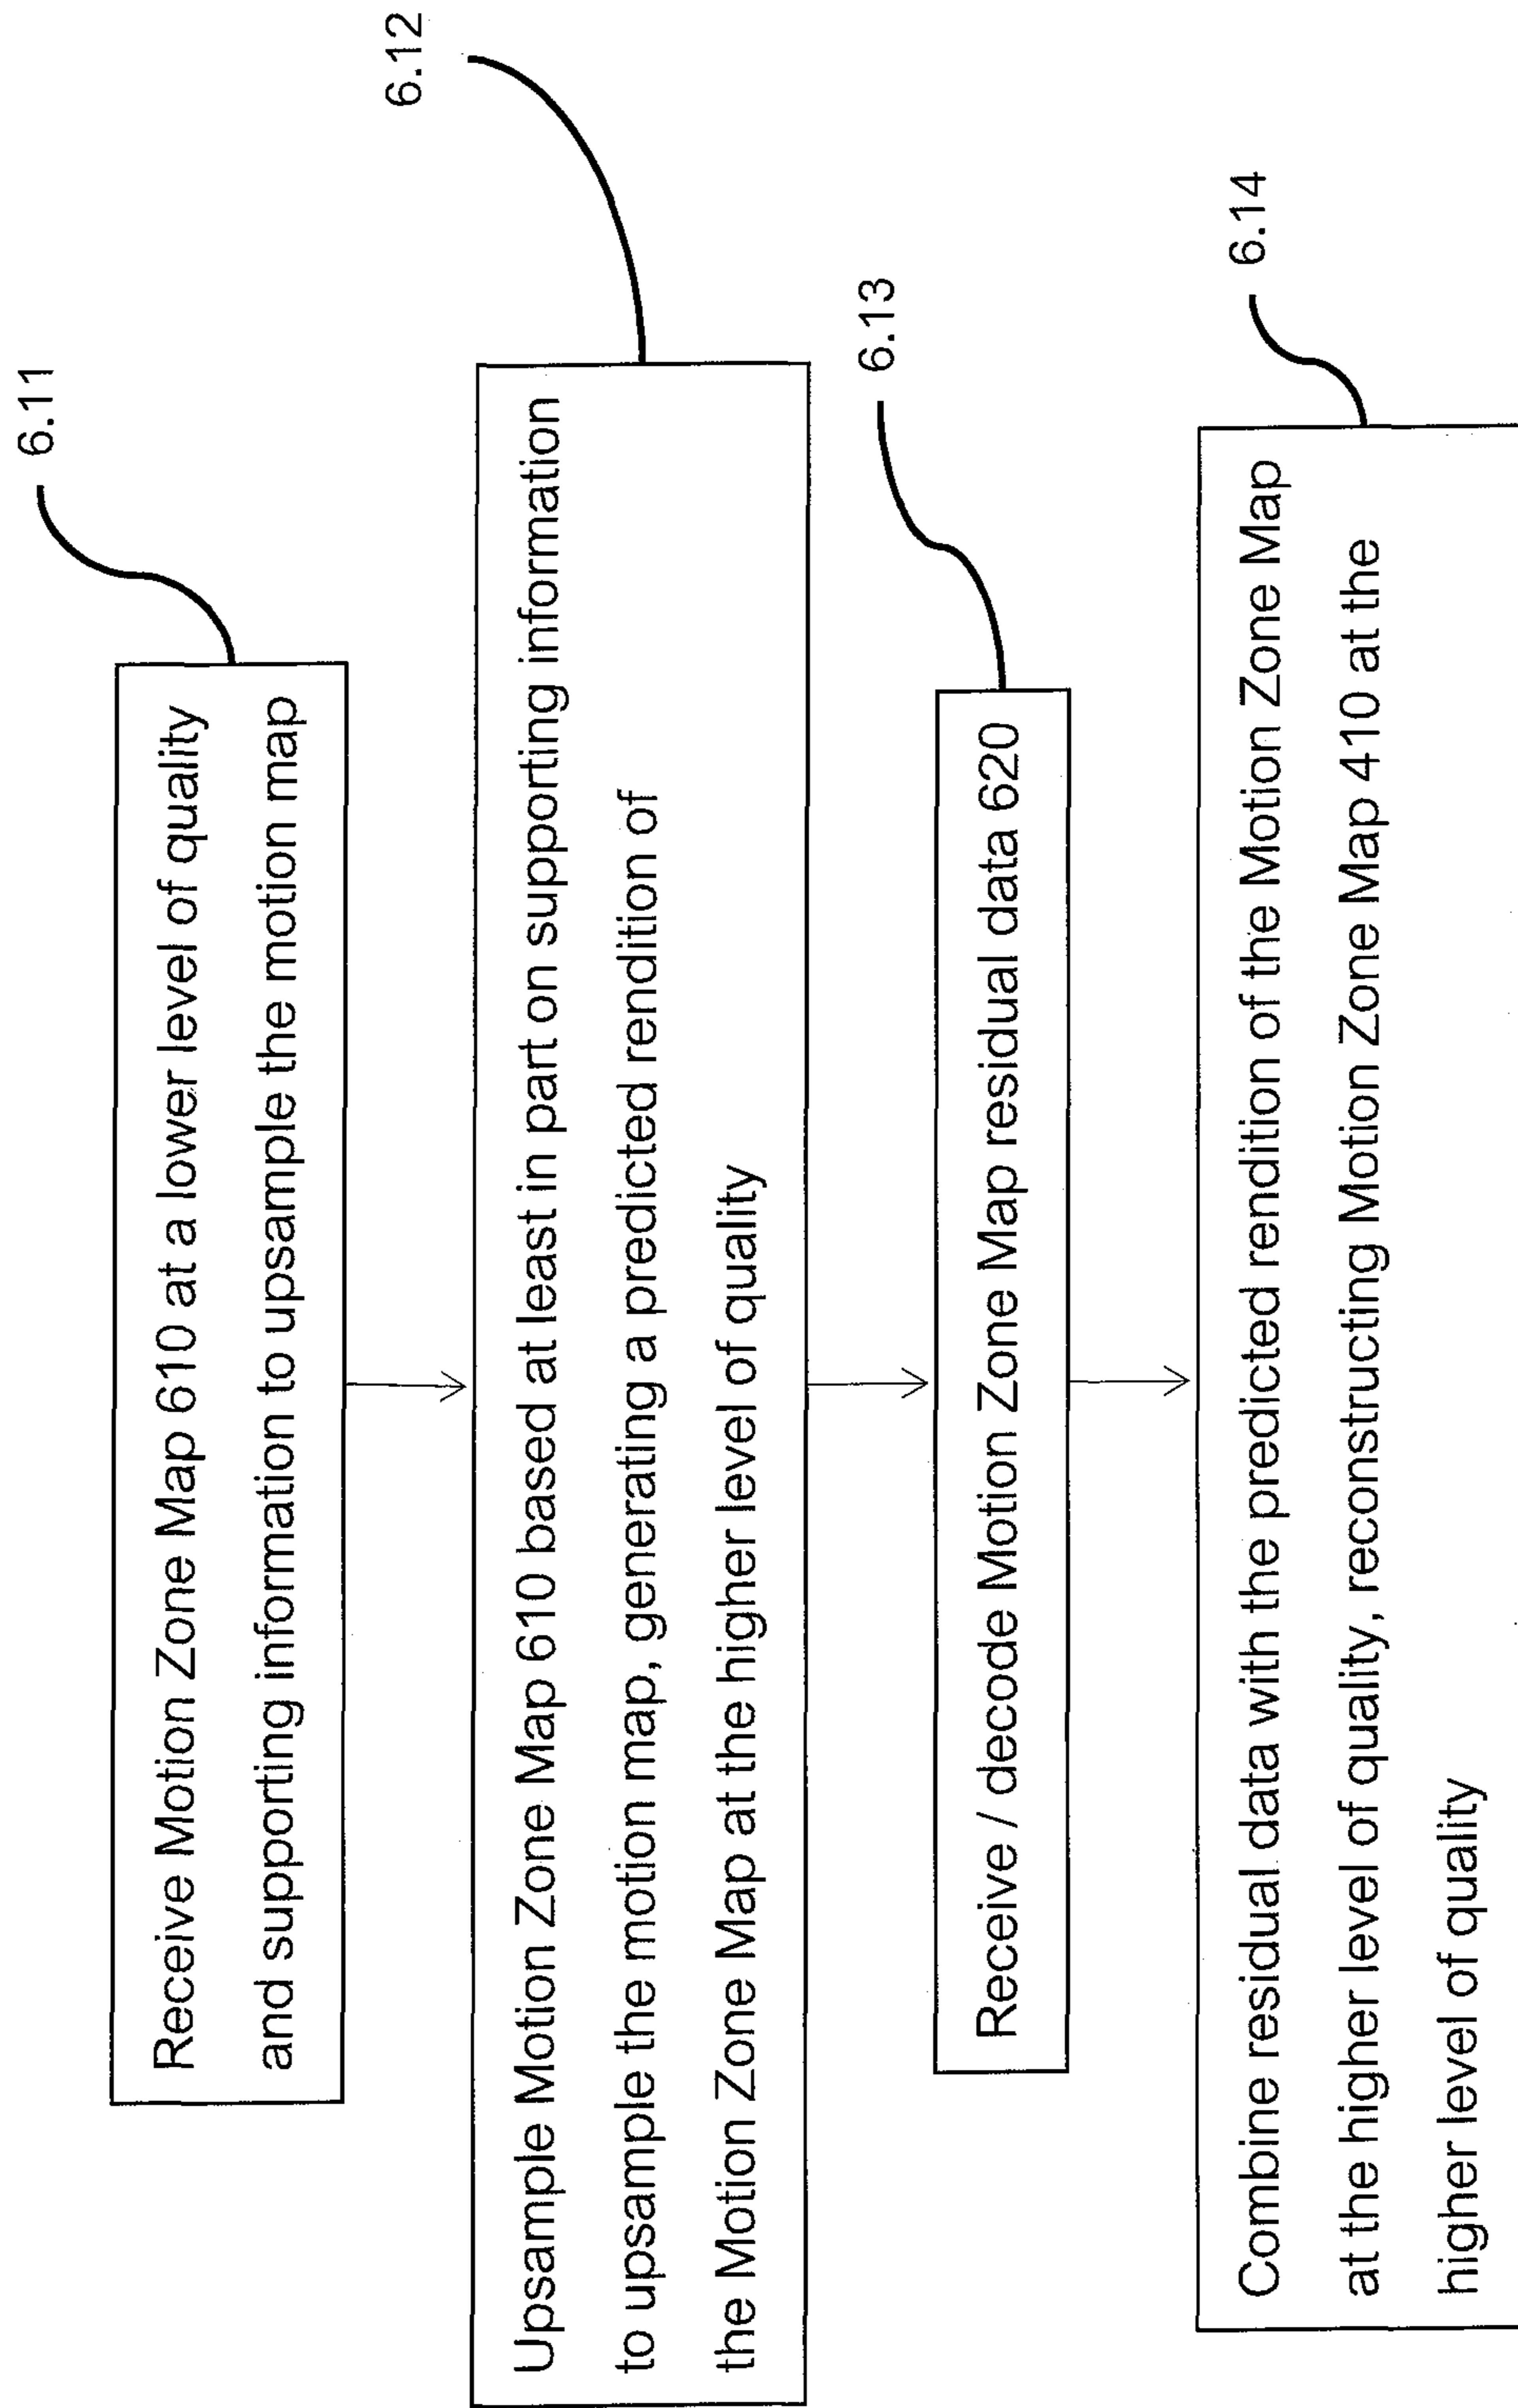 6.11
Receive Motion Zone Map 610 at a lower level of quality
and supporting information to upsample the motion map
6.12
Upsample Motion Zone Map 610 based at least in part on supporting information
to upsample the motion map, generating a predicted rendition of
the Motion Zone Map at the higher level of quality
6.13
Receive / decode Motion Zone Map residual data 620
6.14
Combine residual data with the predicted rendition of the Motion Zone Map
at the higher level of quality, reconstructing Motion Zone Map 410 at the
higher level of quality